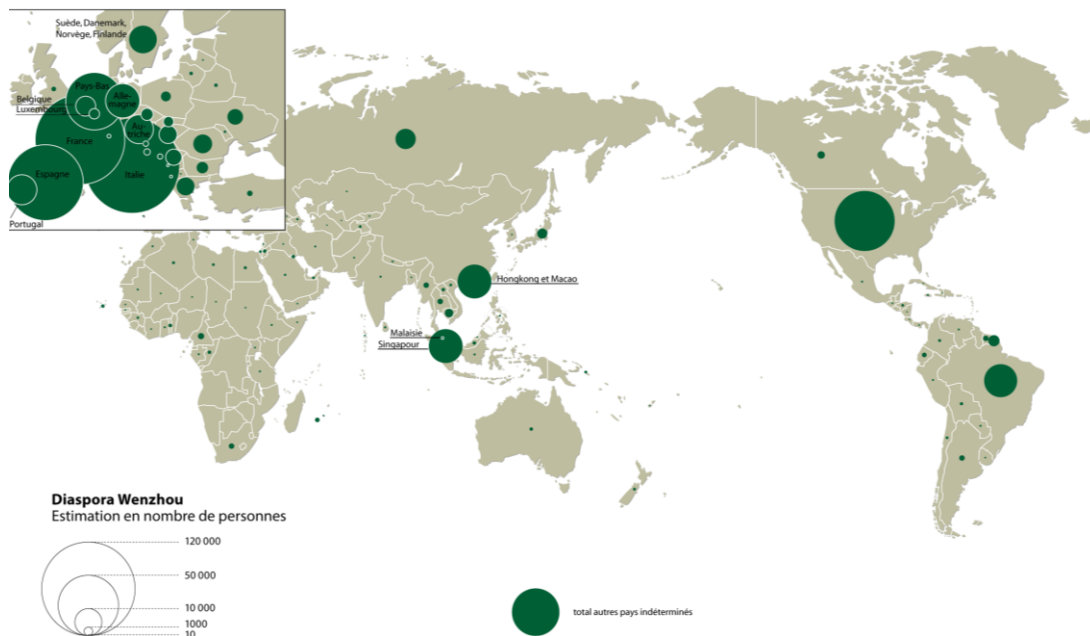 Suède, Danemark,
Norvège, Finlande
Pays-Bas
Alle-
magne
Belgique
Luxembourg
Au-
triche
France
Espagne
Italie
Portugal
Hongkong et Macao
Malaisie
Singapour
Diaspora Wenzhou
Estimation en nombre de personnes
120 000
50 000
10 000
1000
10
total autres pays indéterminés